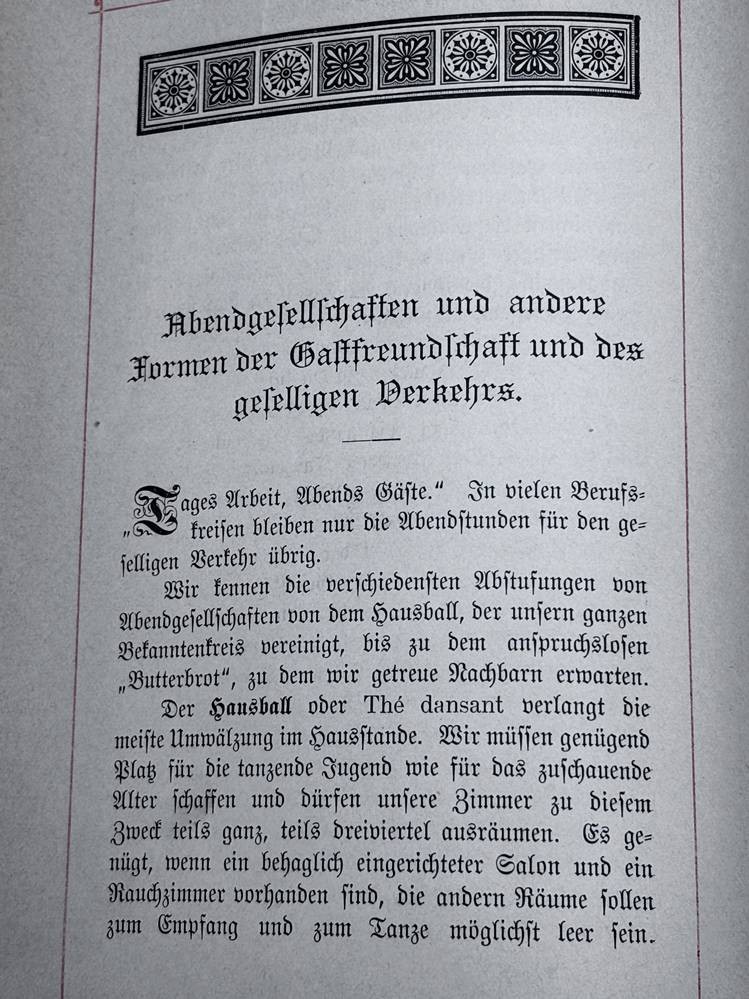 Abendgeſellſchaften und andere
Formen der Gaſtfreundſchaft und des
geſelligen Verkehrs.
„Tages Arbeit, Abends Gäſte.“ In vielen Berufs⸗
kreiſen bleiben nur die Abendſtunden für den ge⸗
ſelligen Verkehr übrig.
Wir kennen die verſchiedenſten Abſtufungen von
Abendgeſellſchaften von dem Hausball, der unſern ganzen
Bekanntenkreis vereinigt, bis zu dem anſpruchsloſen
„Butterbrot“, zu dem wir getreue Nachbarn erwarten.
Der Hausball oder Thé dansant verlangt die
meiſte Umwälzung im Hausſtande. Wir müſſen genügend
Platz für die tanzende Jugend wie für das zuſchauende
Alter ſchaffen und dürfen unſere Zimmer zu dieſem
Zweck teils ganz, teils dreiviertel ausräumen. Es ge⸗
nügt, wenn ein behaglich eingerichteter Salon und ein
Rauchzimmer vorhanden ſind, die andern Räume ſollen
zum Empfang und zum Tanze möglichſt leer ſein.